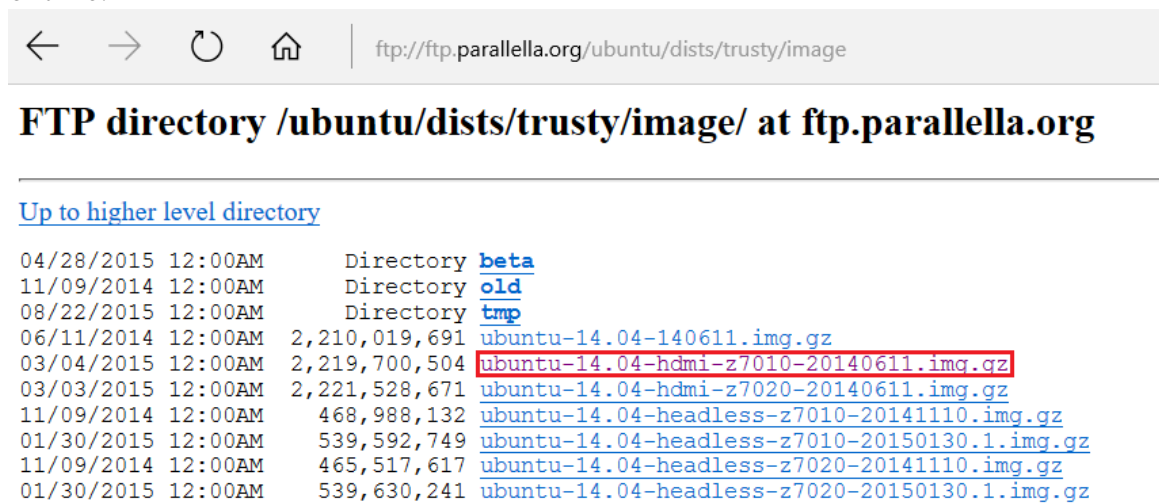 ftp://ftp.parallella.org/ubuntu/dists/trusty/image
FTP directory /ubuntu/dists/trusty/image/ at ftp.parallella.org
Up to higher level directory
04/28/2015 12:00AM Directory beta
11/09/2014 12:00AM Directory old
08/22/2015 12:00AM Directory tmp
06/11/2014 12:00AM 2,210,019,691 ubuntu-14.04-140611.img.gz
03/04/2015 12:00AM 2,219,700,504 ubuntu-14.04-hdmi-z7010-20140611.img.gz
03/03/2015 12:00AM 2,221,528,671 ubuntu-14.04-hdmi-z7020-20140611.img.gz
11/09/2014 12:00AM 468,988,132 ubuntu-14.04-headless-z7010-20141110.img.gz
01/30/2015 12:00AM 539,592,749 ubuntu-14.04-headless-z7010-20150130.1.img.gz
11/09/2014 12:00AM 465,517,617 ubuntu-14.04-headless-z7020-20141110.img.gz
01/30/2015 12:00AM 539,630,241 ubuntu-14.04-headless-z7020-20150130.1.img.gz